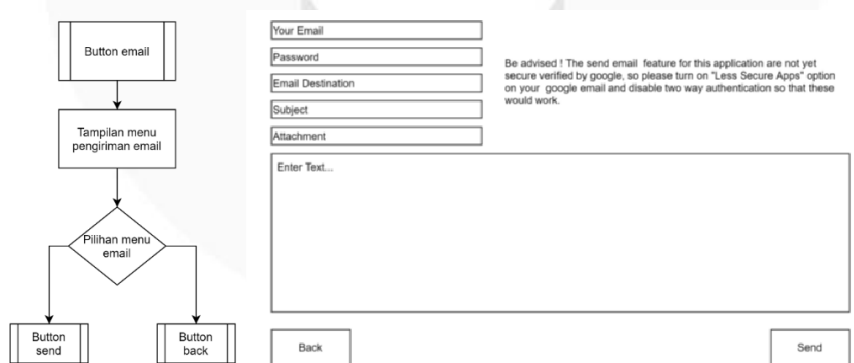 Button email
Tampilan menu
pengiriman email
Pilihan menu
email
Button
send
Button
back
Your Email
Password
Email Destination
Subject
Attachment
Be advised ! The send email feature for this application are not yet
secure verified by google, so please turn on "Less Secure Apps" option
on your google email and disable two way authentication so that these
would work.
Enter Text...
Back
Send